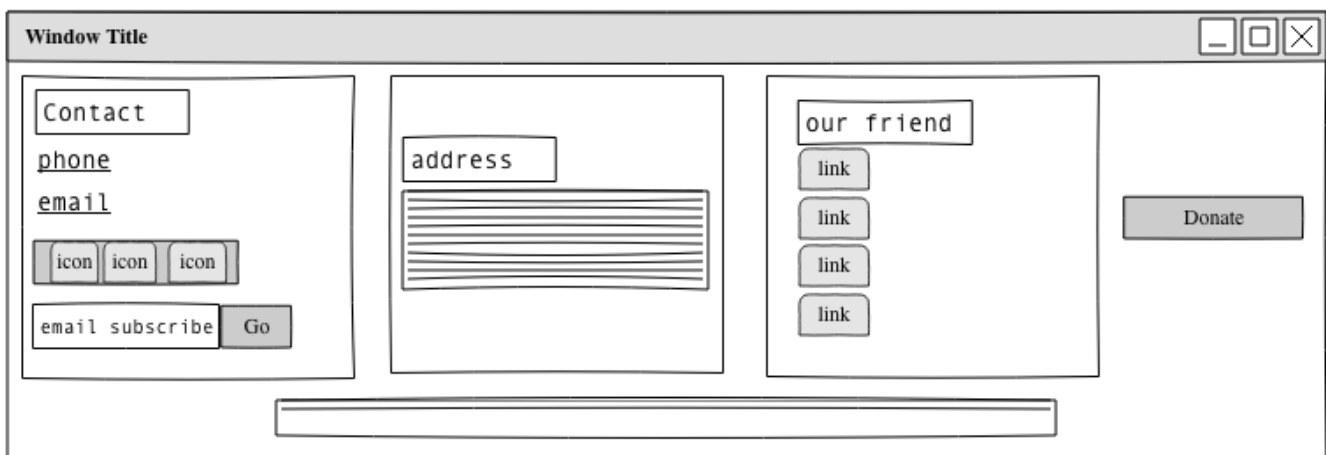 Window Title
Contact
phone
email
icon icon icon
email subscribe Go
address
our friend
link
link
link
link
Donate